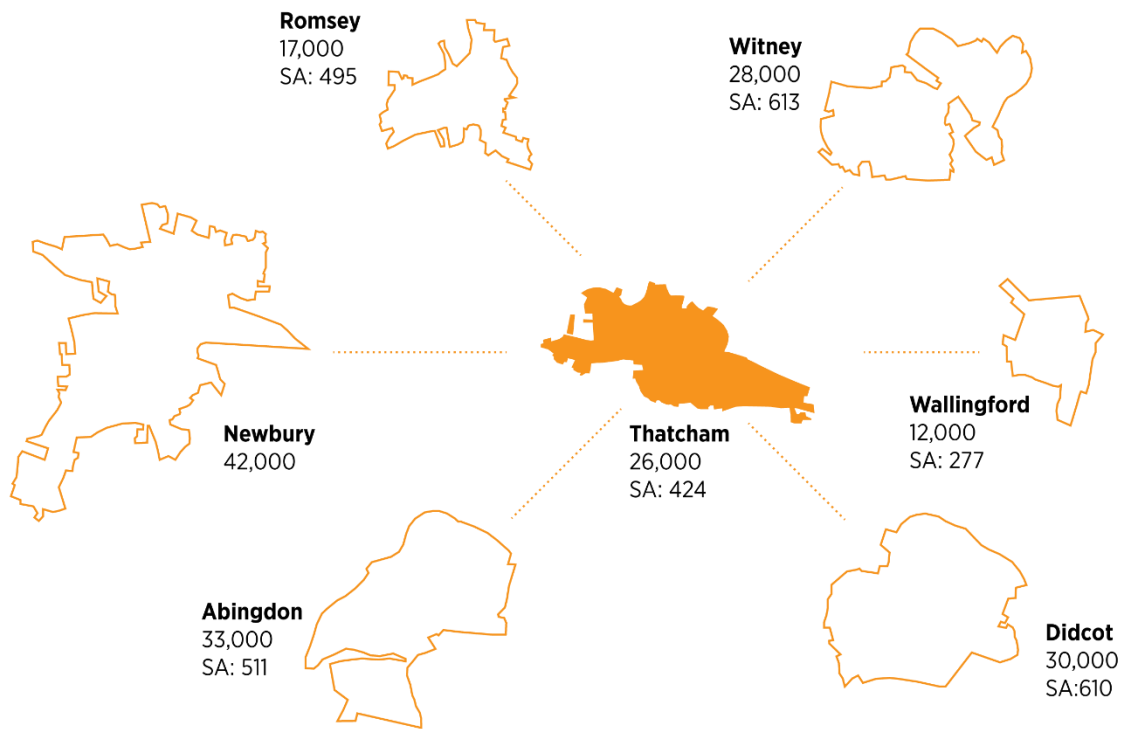 Romsey
17,000
SA: 495
Witney
28,000
SA: 613
Newbury
42,000
Thatcham
26,000
SA: 424
Wallingford
12,000
SA: 277
Abingdon
33,000
SA: 511
Didcot
30,000
SA:610